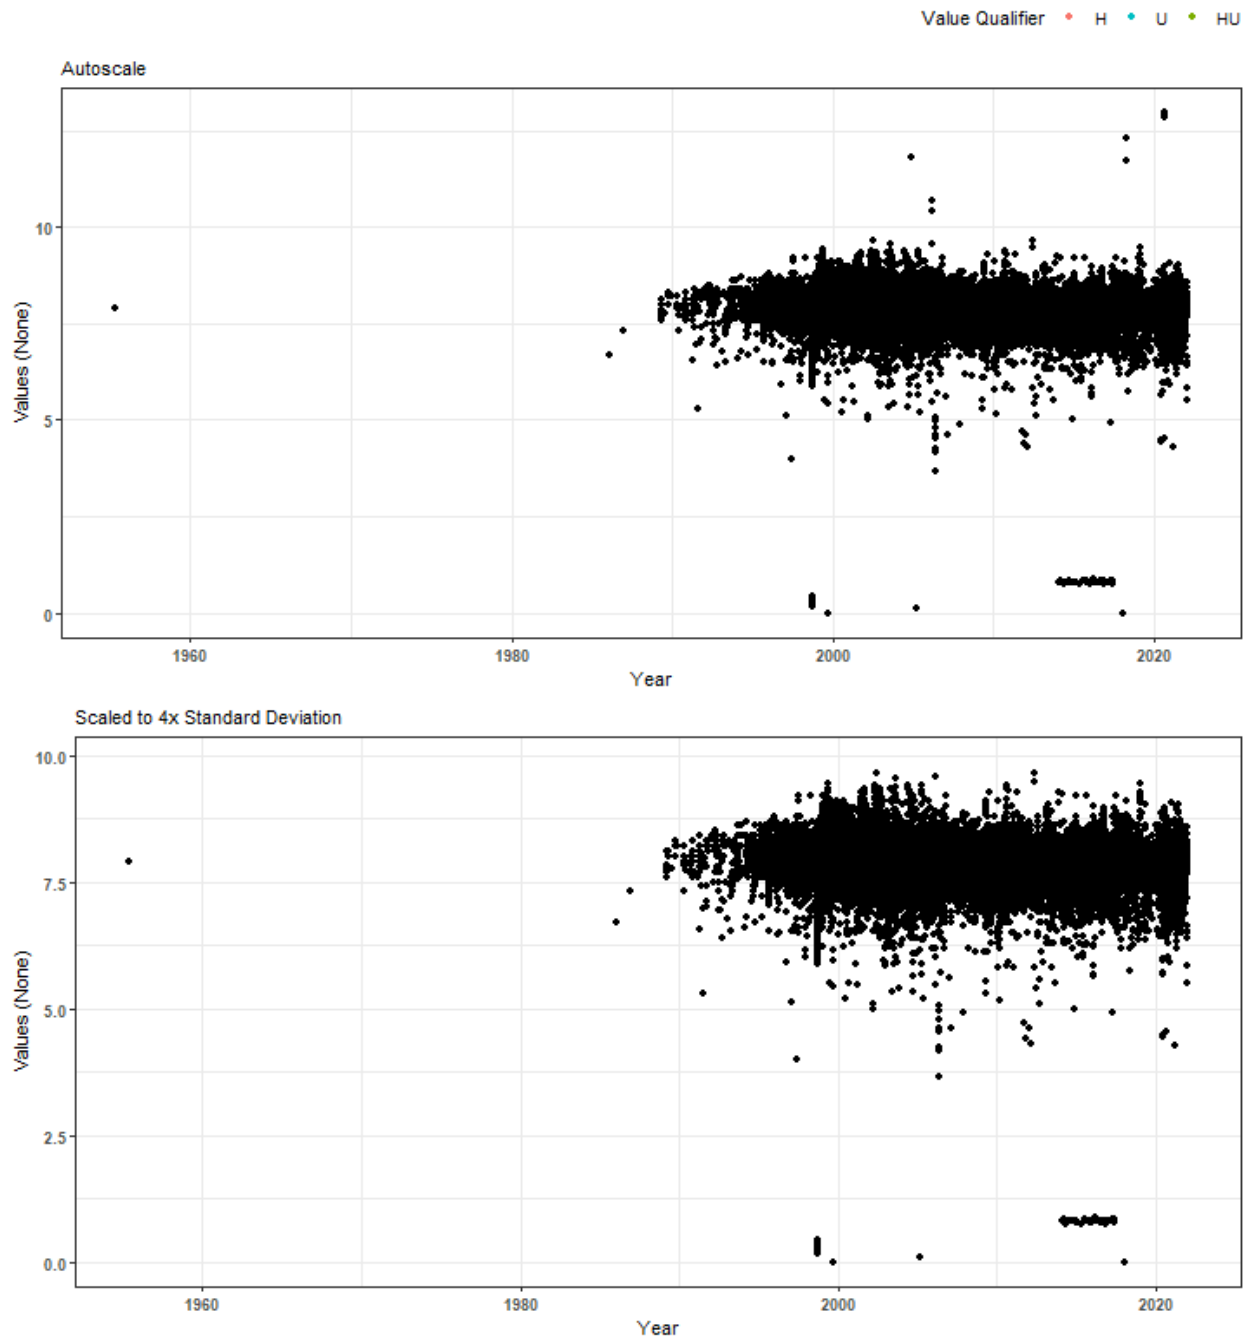 Value Qualifier H U HU
Autoscale
10
5
0
Values (None)
1960 1980 2000 2020
Year
Scaled to 4x Standard Deviation
10.0
7.5
5.0
2.5
0.0
Values (None)
1960 1980 2000 2020
Year